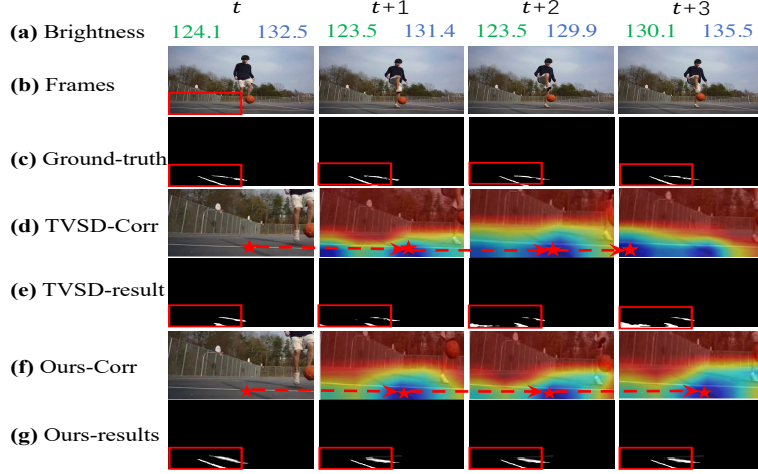 t t+1 t+2 t+3
(a) Brightness 124.1 132.5 123.5 131.4 123.5 129.9 130.1 135.5
(b) Frames
(c) Ground-truth
(d) TVSD-Corr
(e) TVSD-result
(f) Ours-Corr
(g) Ours-results